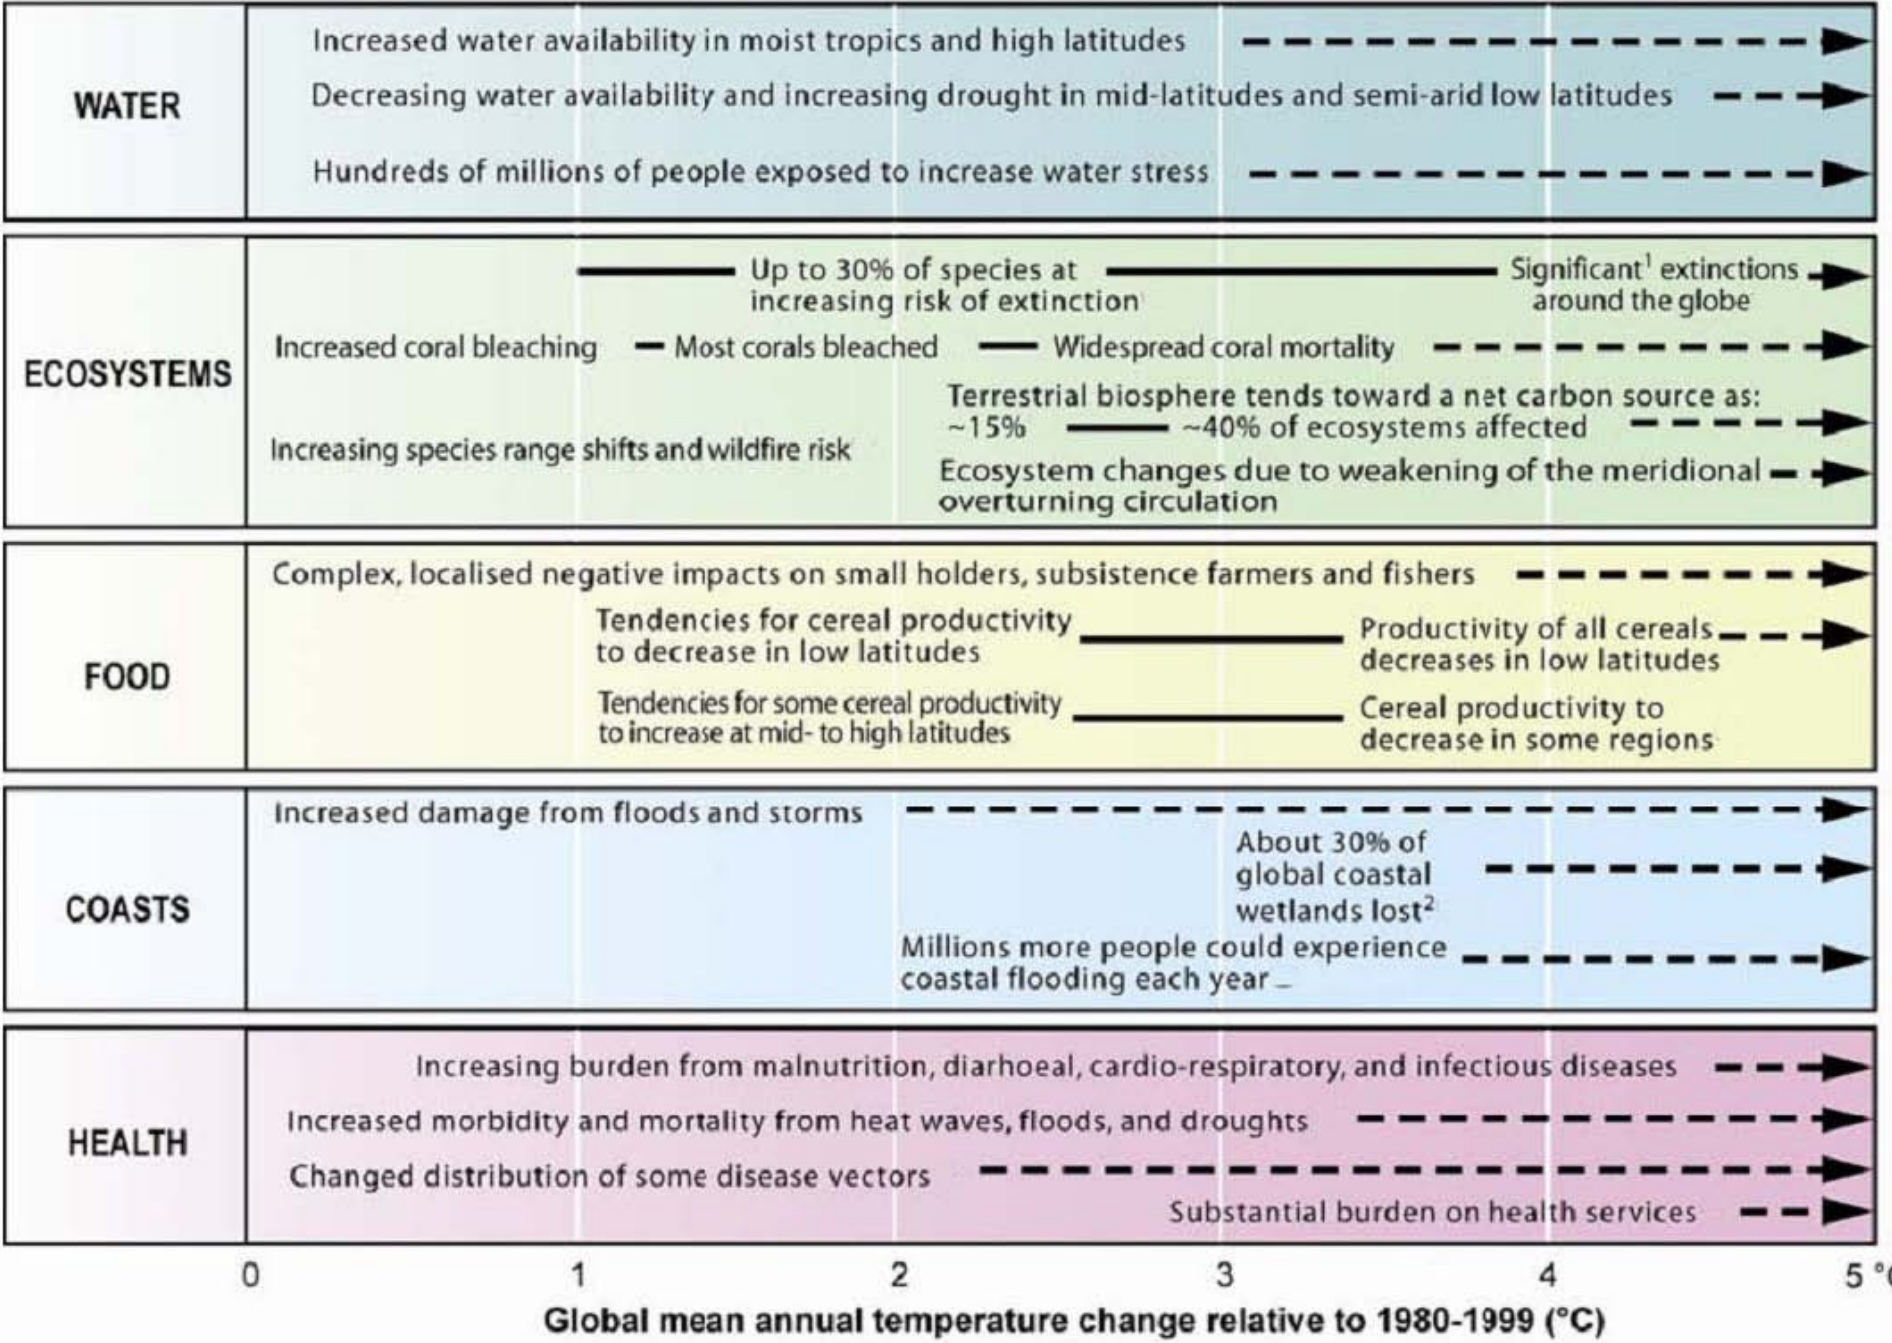 WATER
Increased water availability in moist tropics and high latitudes
Decreasing water availability and increasing drought in mid-latitudes and semi-arid low latitudes
Hundreds of millions of people exposed to increase water stress
ECOSYSTEMS
Up to 30% of species at
increasing risk of extinction
Significant¹ extinctions
around the globe
Increased coral bleaching
Most corals bleached
Widespread coral mortality
Terrestrial biosphere tends toward a net carbon source as:
~15%
~40% of ecosystems affected
Increasing species range shifts and wildfire risk
Ecosystem changes due to weakening of the meridional
overturning circulation
FOOD
Complex, localised negative impacts on small holders, subsistence farmers and fishers
Tendencies for cereal productivity
to decrease in low latitudes
Productivity of all cereals
decreases in low latitudes
Tendencies for some cereal productivity
to increase at mid- to high latitudes
Cereal productivity to
decrease in some regions
COASTS
Increased damage from floods and storms
About 30% of
global coastal
wetlands lost²
Millions more people could experience
coastal flooding each year
HEALTH
Increasing burden from malnutrition, diarhoeal, cardio-respiratory, and infectious diseases
Increased morbidity and mortality from heat waves, floods, and droughts
Changed distribution of some disease vectors
Substantial burden on health services
0 1 2 3 4 5 °C
Global mean annual temperature change relative to 1980-1999 (°C)